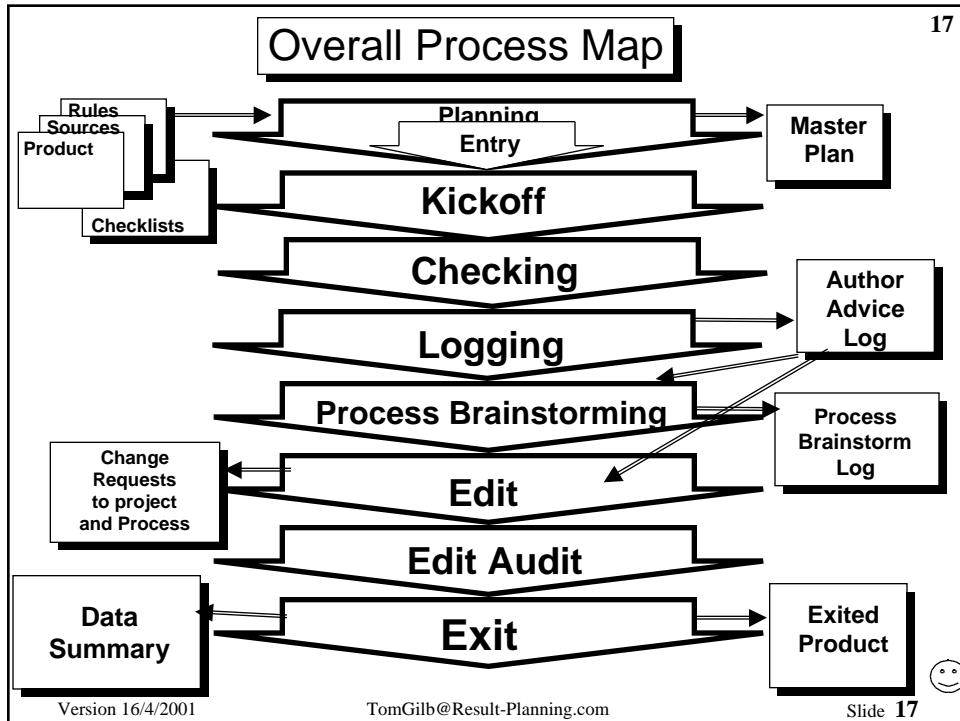 17
Overall Process Map
Rules
Sources
Product
Checklists
Planning
Entry
Master
Plan
Kickoff
Checking
Author
Advice
Log
Logging
Process Brainstorming
Process
Brainstorm
Log
Change
Requests
to project
and Process
Edit
Edit Audit
Data
Summary
Exit
Exited
Product
Version 16/4/2001 TomGilb@Result-Planning.com Slide 17